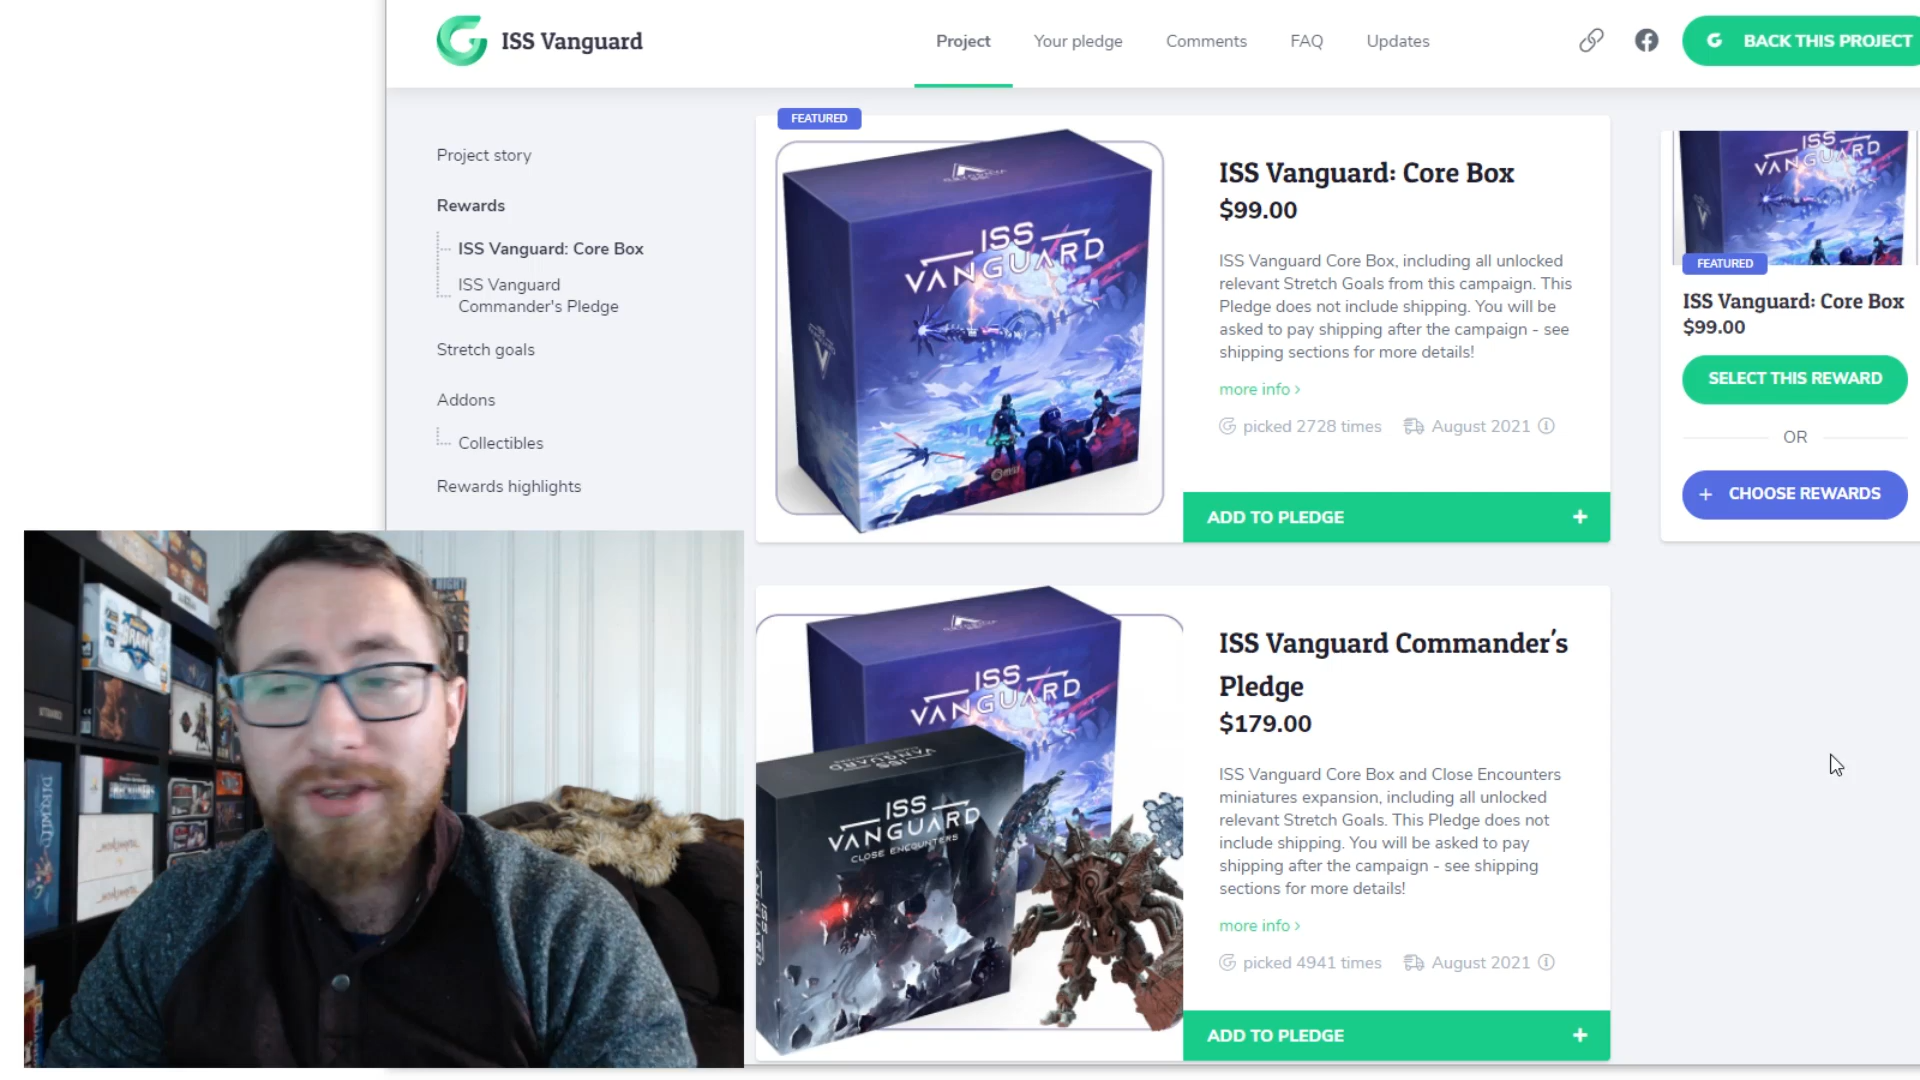 ISS Vanguard
Project
Your pledge
Comments
FAQ
Updates
BACK THIS PROJECT
Project story
Rewards
ISS Vanguard: Core Box
ISS Vanguard
Commander's Pledge
Stretch goals
Addons
Collectibles
Rewards highlights
FEATURED
ISS
VANGUARD
ISS Vanguard: Core Box
$99.00
ISS Vanguard Core Box, including all unlocked
relevant Stretch Goals from this campaign. This
Pledge does not include shipping. You will be
asked to pay shipping after the campaign - see
shipping sections for more details!
more info ›
picked 2728 times
August 2021
ADD TO PLEDGE +
ISS
VANGUARD
ISS
VANGUARD
CLOSE ENCOUNTERS
ISS
VANGUARD
ISS Vanguard Commander's
Pledge
$179.00
ISS Vanguard Core Box and Close Encounters
miniatures expansion, including all unlocked
relevant Stretch Goals. This Pledge does not
include shipping. You will be asked to pay
shipping after the campaign - see shipping
sections for more details!
more info ›
picked 4941 times
August 2021
ADD TO PLEDGE +
ISS
VANGUARD
FEATURED
ISS Vanguard: Core Box
$99.00
SELECT THIS REWARD
OR
+ CHOOSE REWARDS